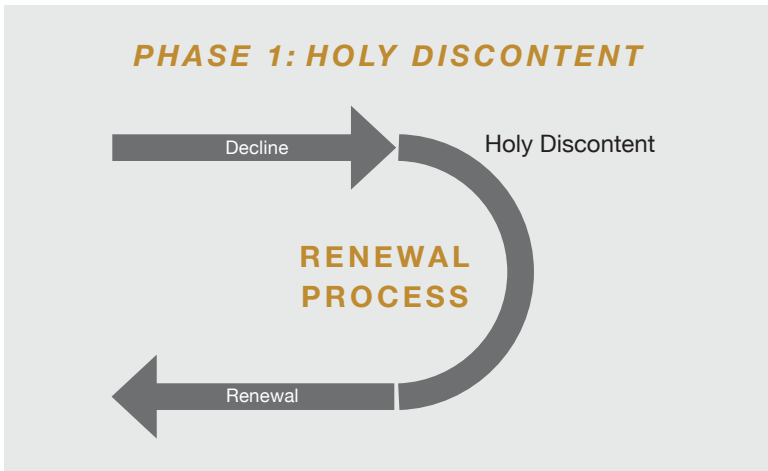 PHASE 1: HOLY DISCONTENT
Decline
Holy Discontent
RENEWAL
PROCESS
Renewal